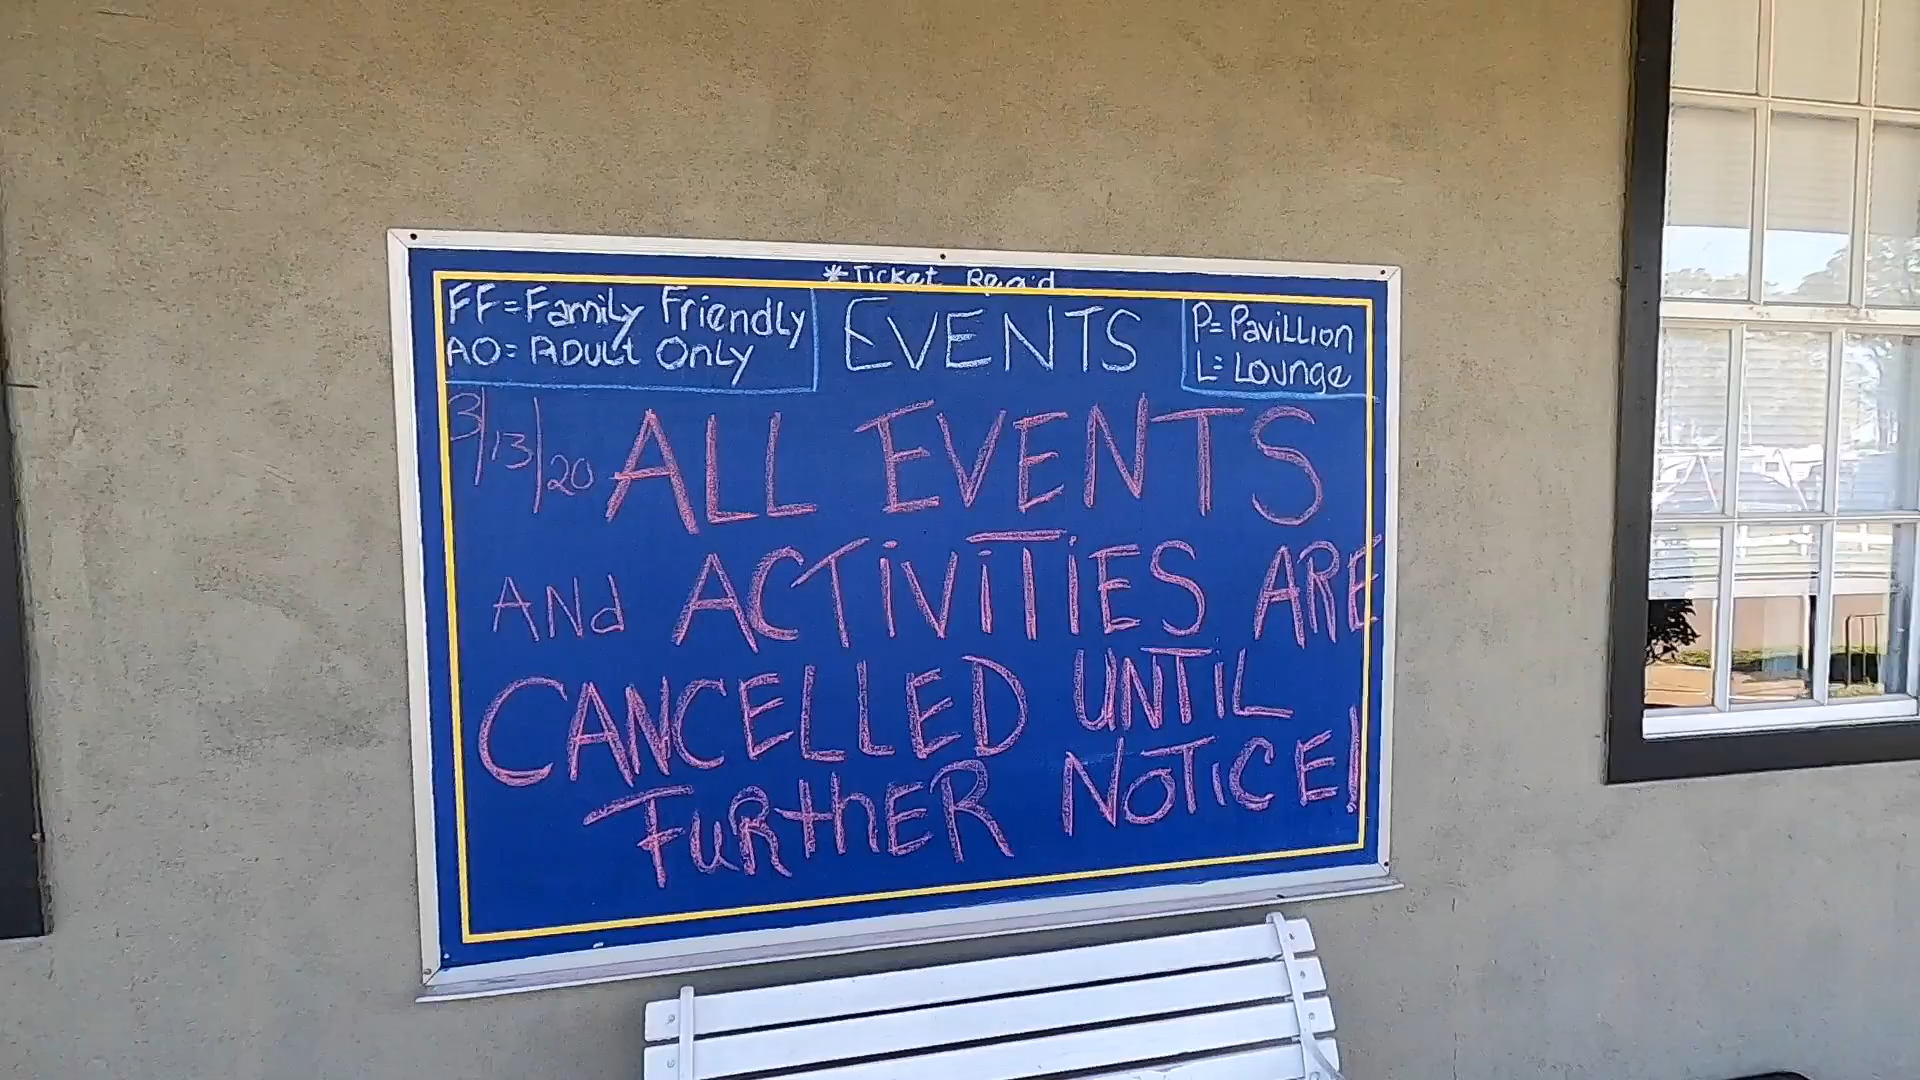 *Ticket Req'd
FF=Family Friendly
AO=ADULt ONLY
EVENTS
P=PaviLLion
L=Lounge
3/13/20
ALL EVENTS
ANd ACTiViTiES ARE
CANCELLED UNTiL
FuRthER NOTiCE!